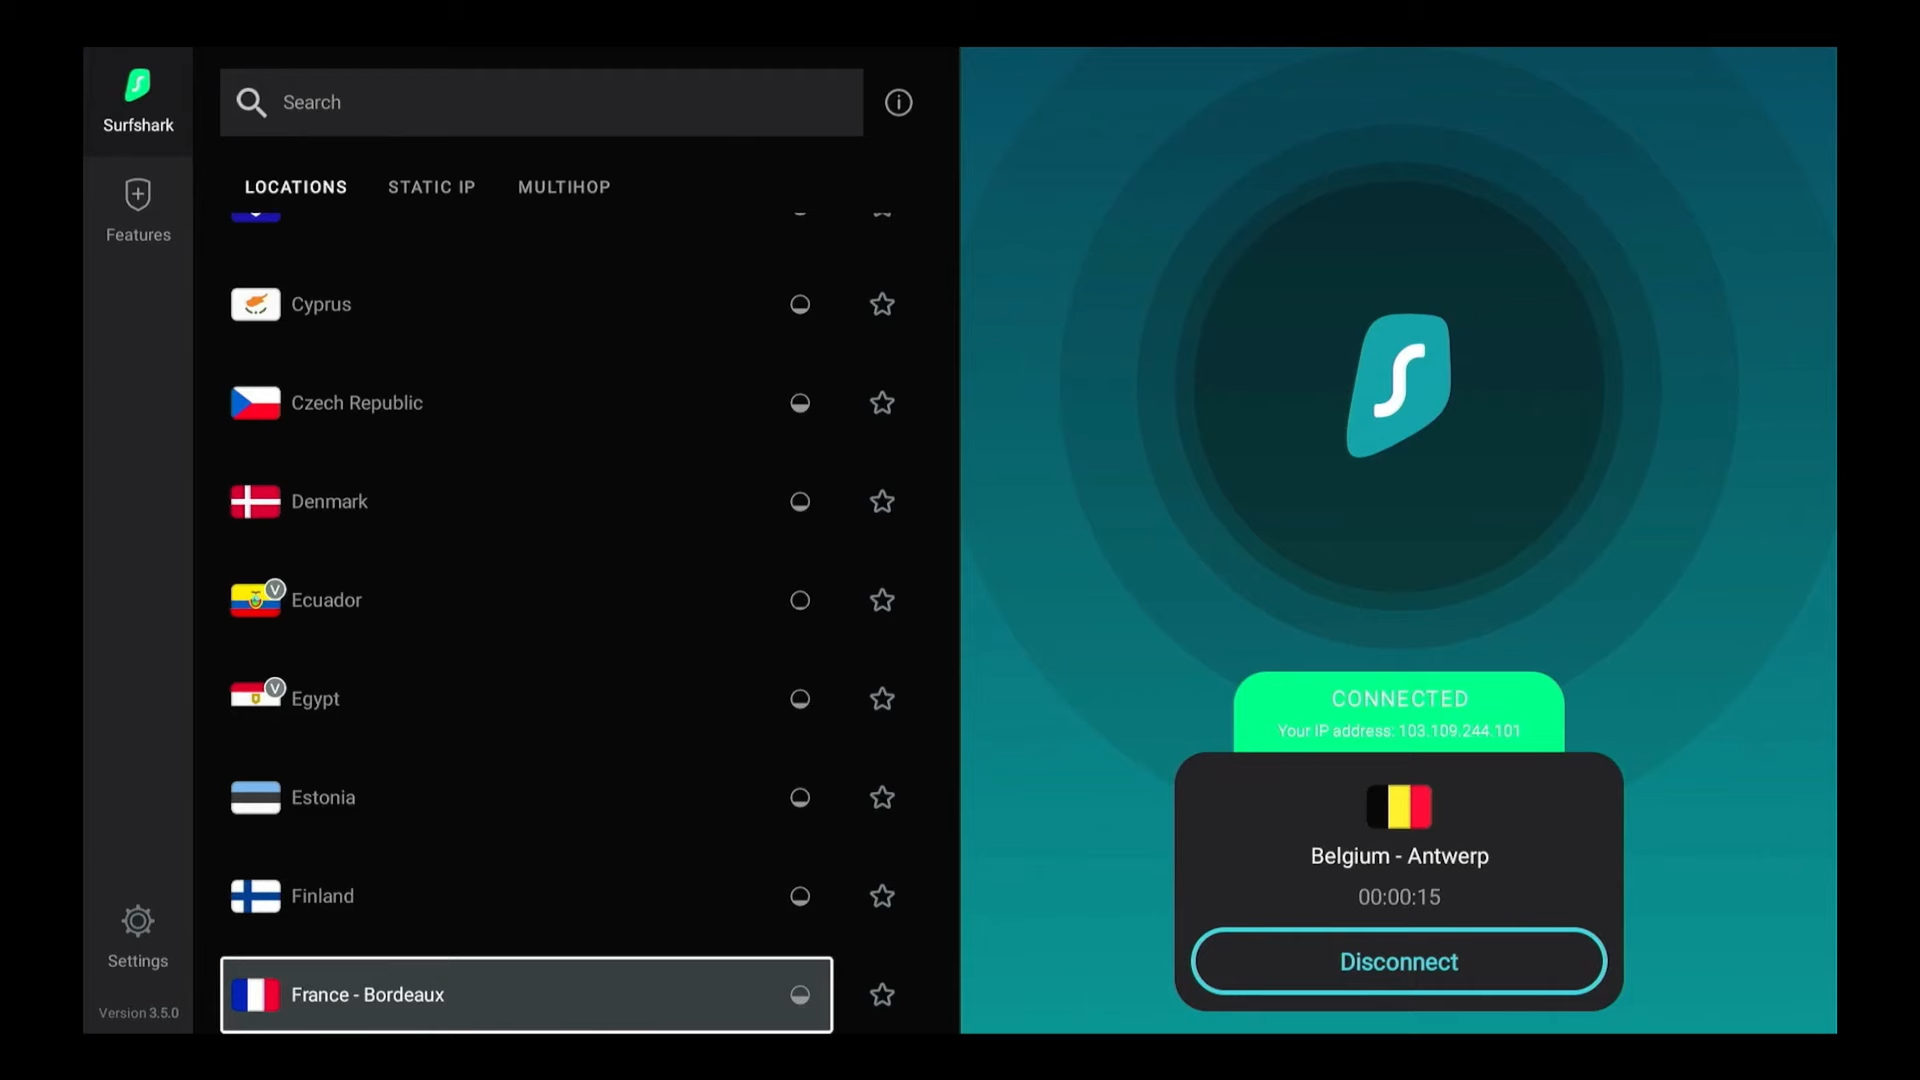 Surfshark
Features
Settings
Version 3.5.0
Search
LOCATIONS
STATIC IP
MULTIHOP
Cyprus
Czech Republic
Denmark
V
Ecuador
V
Egypt
Estonia
Finland
France - Bordeaux
CONNECTED
Your IP address: 103.109.244.101
Belgium - Antwerp
00:00:15
Disconnect